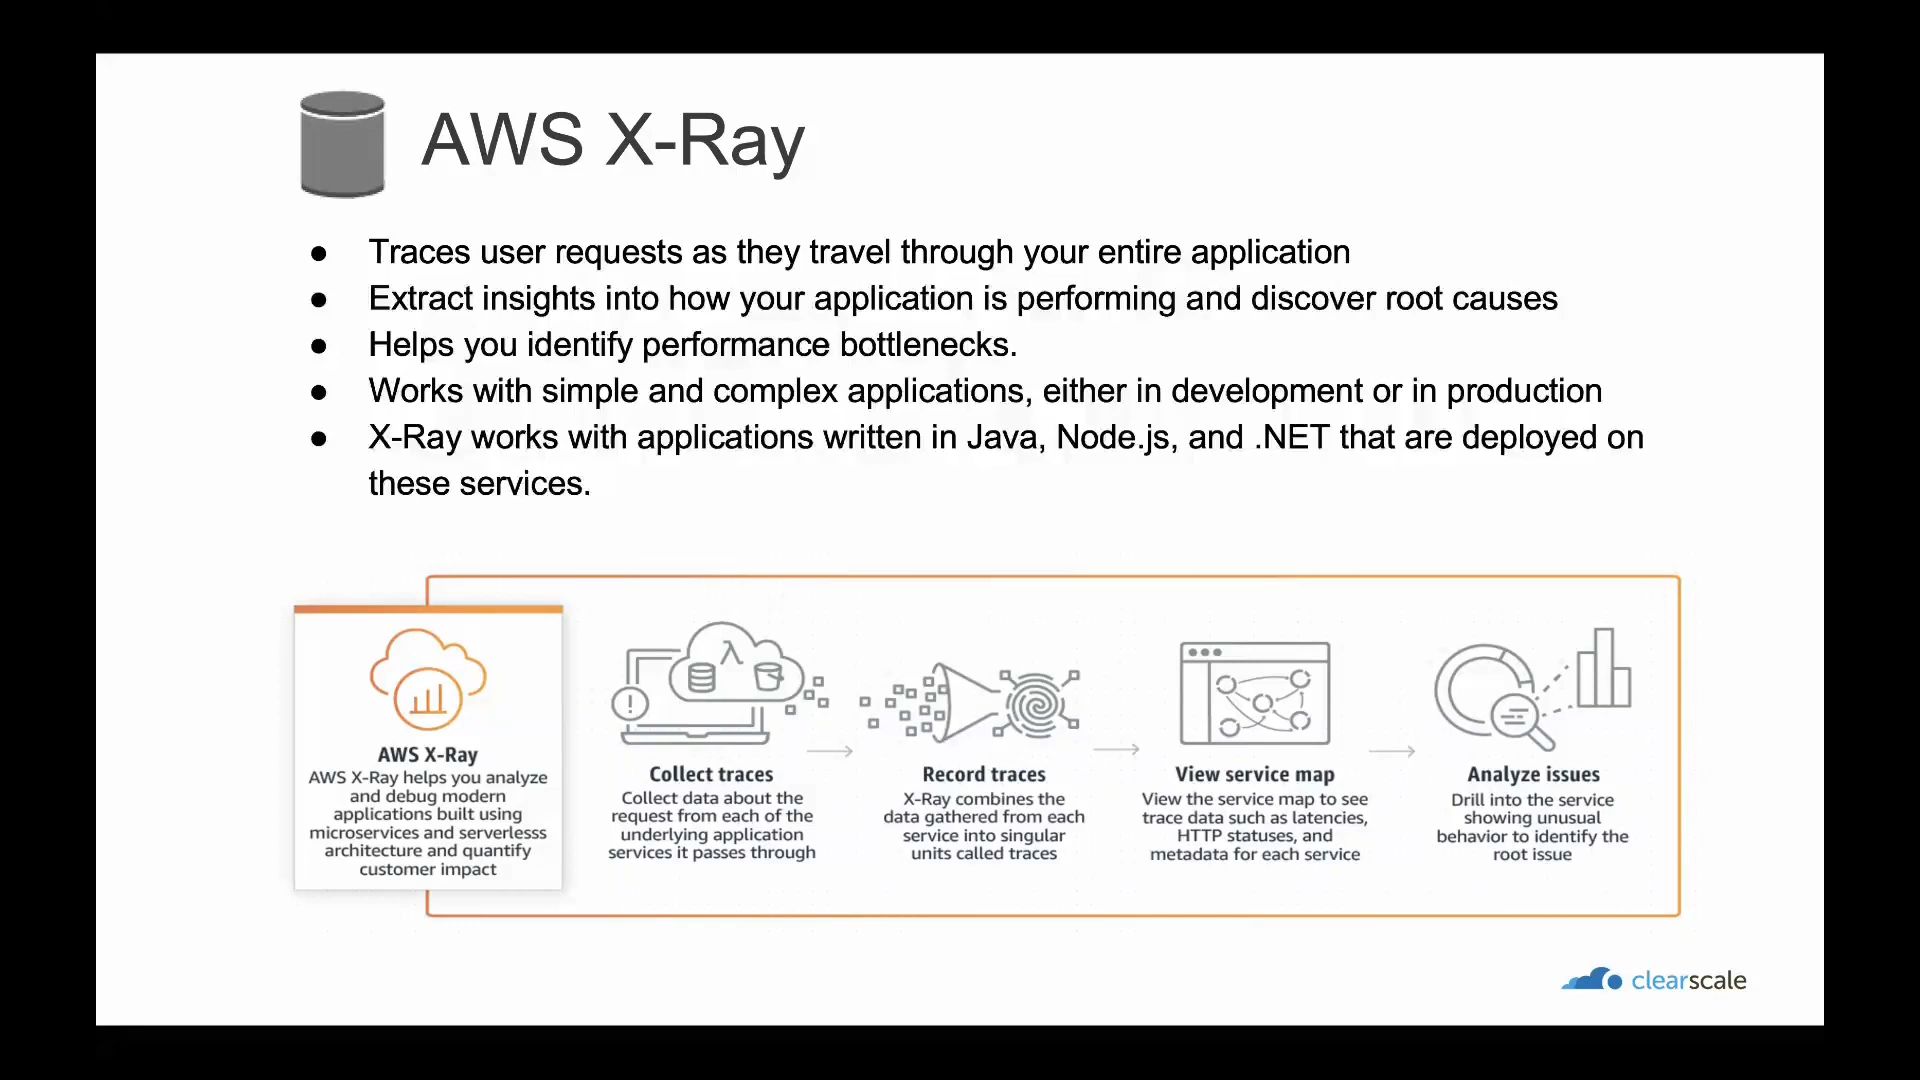 AWS X-Ray
● Traces user requests as they travel through your entire application
● Extract insights into how your application is performing and discover root causes
● Helps you identify performance bottlenecks.
● Works with simple and complex applications, either in development or in production
● X-Ray works with applications written in Java, Node.js, and .NET that are deployed on
these services.
AWS X-Ray
AWS X-Ray helps you analyze
and debug modern
applications built using
microservices and serverlesss
architecture and quantify
customer impact
Collect traces
Collect data about the
request from each of the
underlying application
services it passes through
Record traces
X-Ray combines the
data gathered from each
service into singular
units called traces
View service map
View the service map to see
trace data such as latencies,
HTTP statuses, and
metadata for each service
Analyze issues
Drill into the service
showing unusual
behavior to identify the
root issue
clearscale